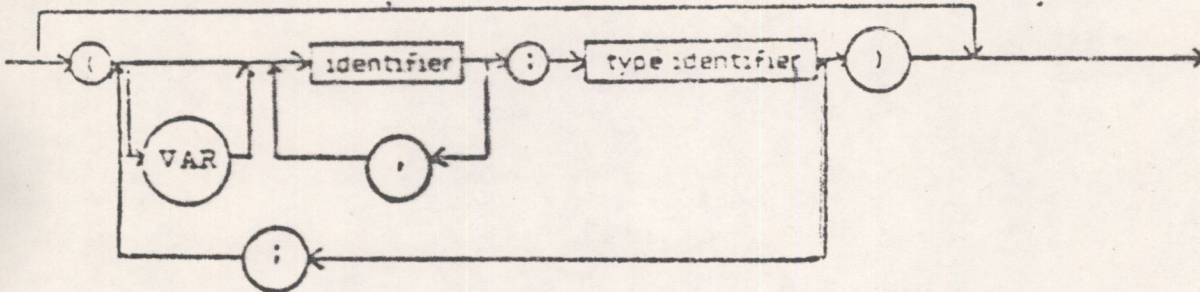 ( identifier : type identifier )
VAR ,
;